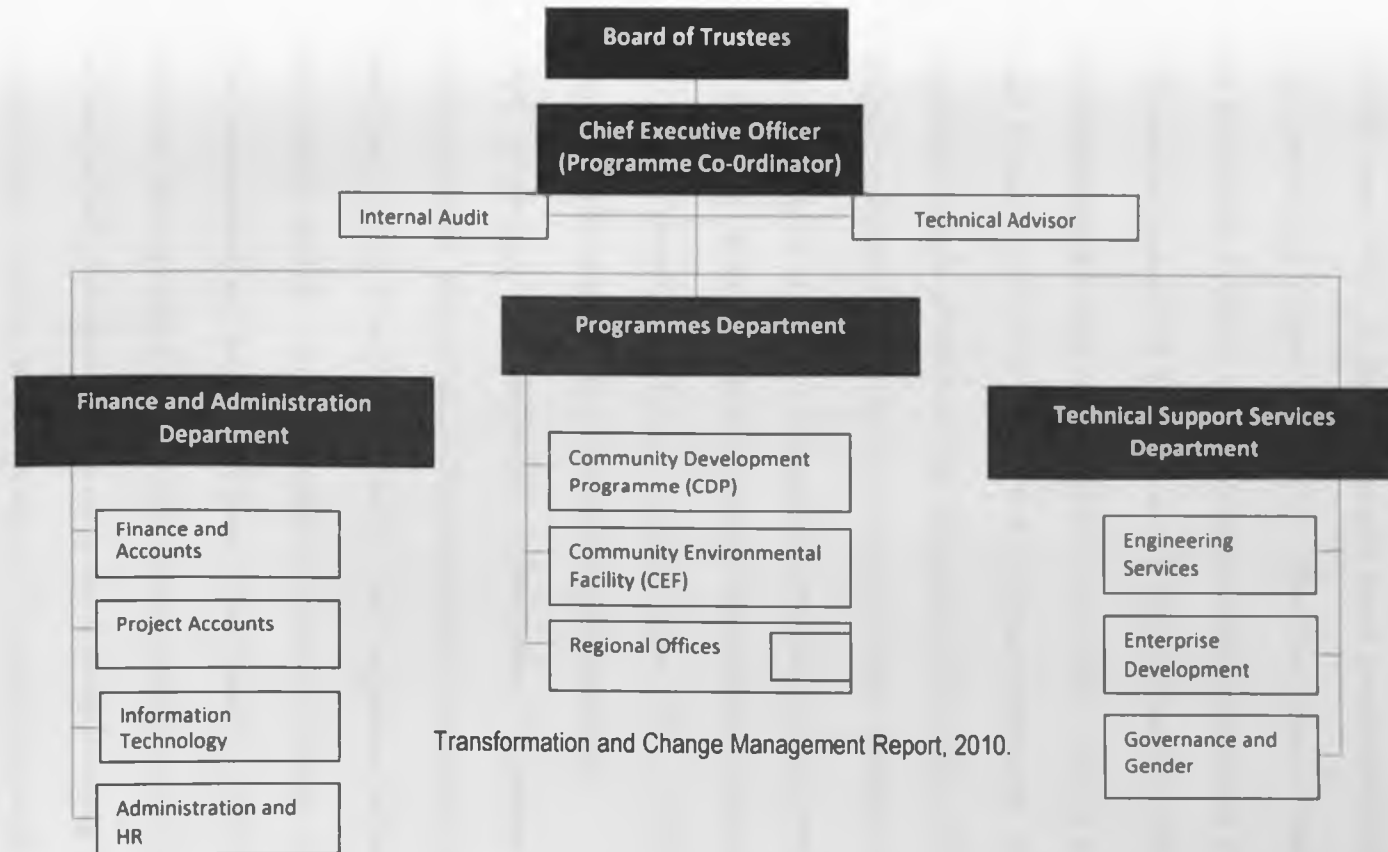 Board of Trustees
Chief Executive Officer
(Programme Co-0rdinator)
Internal Audit
Technical Advisor
Programmes Department
Finance and Administration
Department
Technical Support Services
Department
Community Development
Programme (CDP)
Community Environmental
Facility (CEF)
Regional Offices
Finance and
Accounts
Project Accounts
Information
Technology
Administration and
HR
Engineering
Services
Enterprise
Development
Governance and
Gender
Transformation and Change Management Report, 2010.